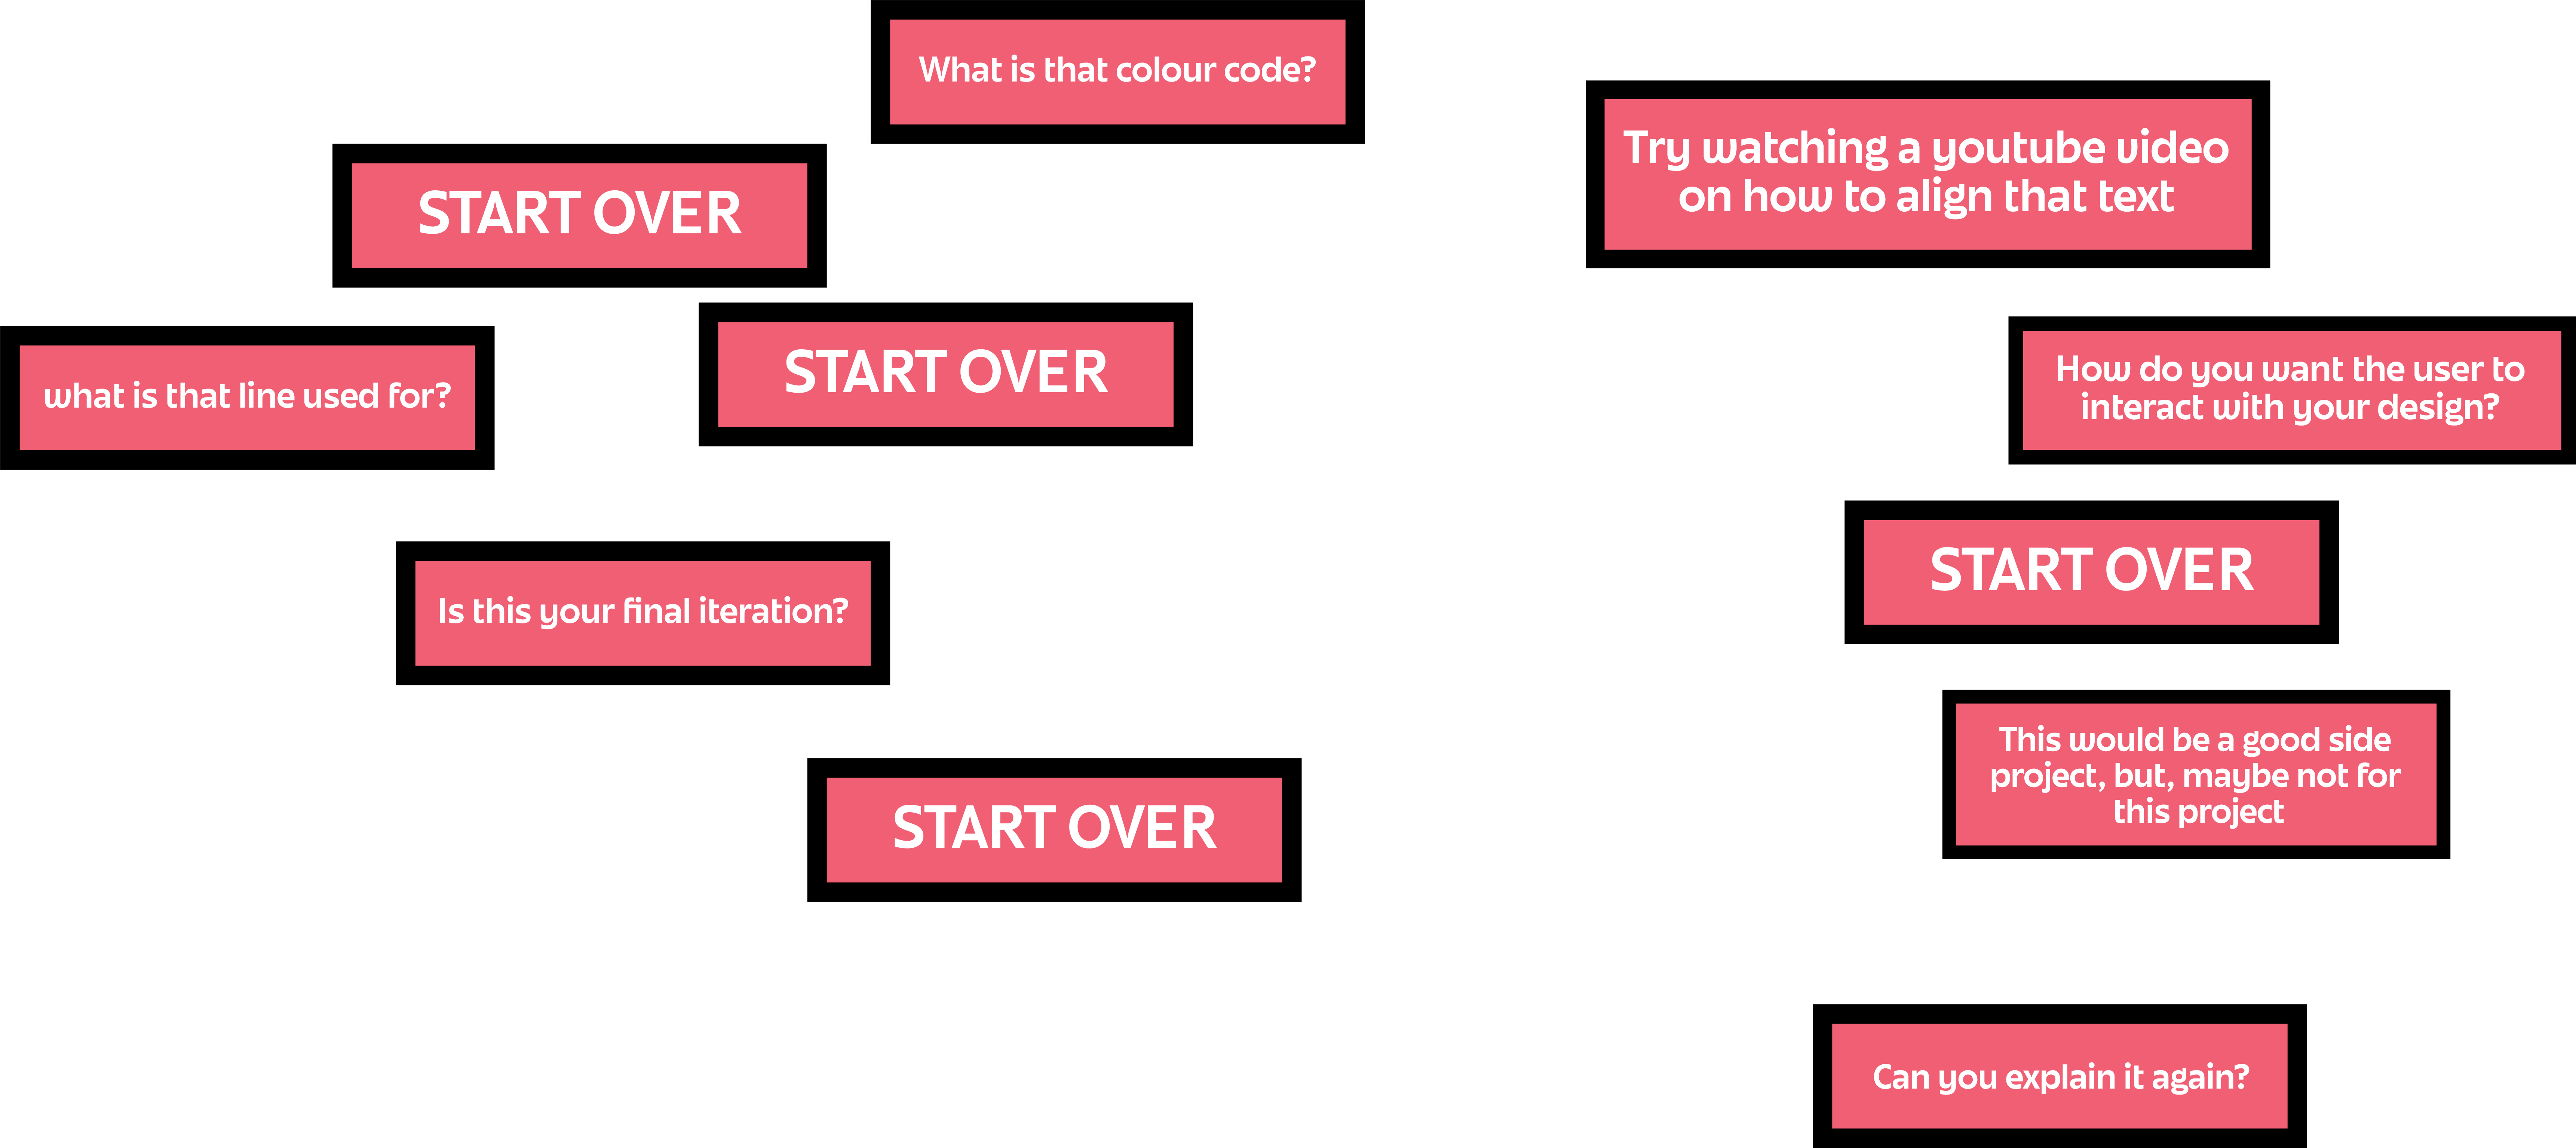 What is that colour code?
START OVER
START OVER
what is that line used for?
Is this your final iteration?
START OVER
Try watching a youtube video
on how to align that text
How do you want the user to
interact with your design?
START OVER
This would be a good side
project, but, maybe not for
this project
Can you explain it again?